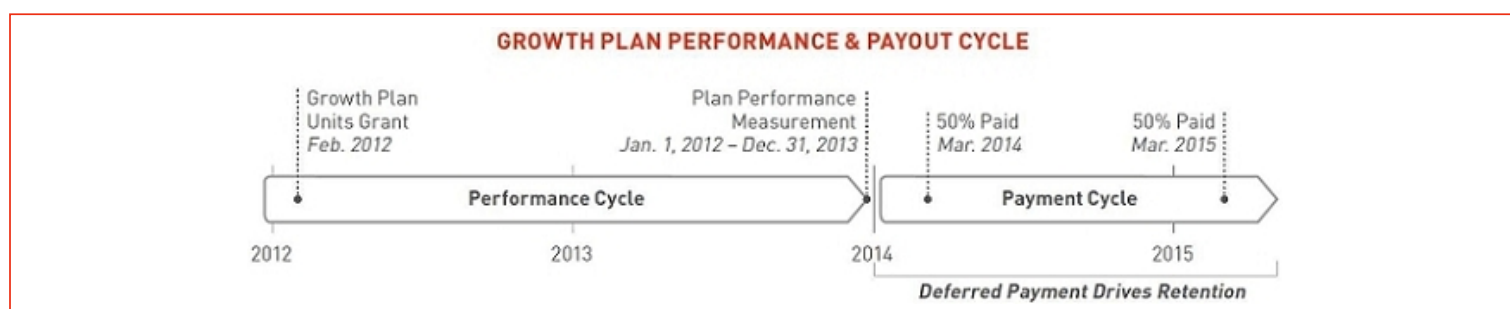 GROWTH PLAN PERFORMANCE & PAYOUT CYCLE
Growth Plan
Units Grant
Feb. 2012
Plan Performance
Measurement
Jan. 1, 2012 – Dec. 31, 2013
50% Paid
Mar. 2014
50% Paid
Mar. 2015
Performance Cycle
Payment Cycle
2012
2013
2014
2015
Deferred Payment Drives Retention